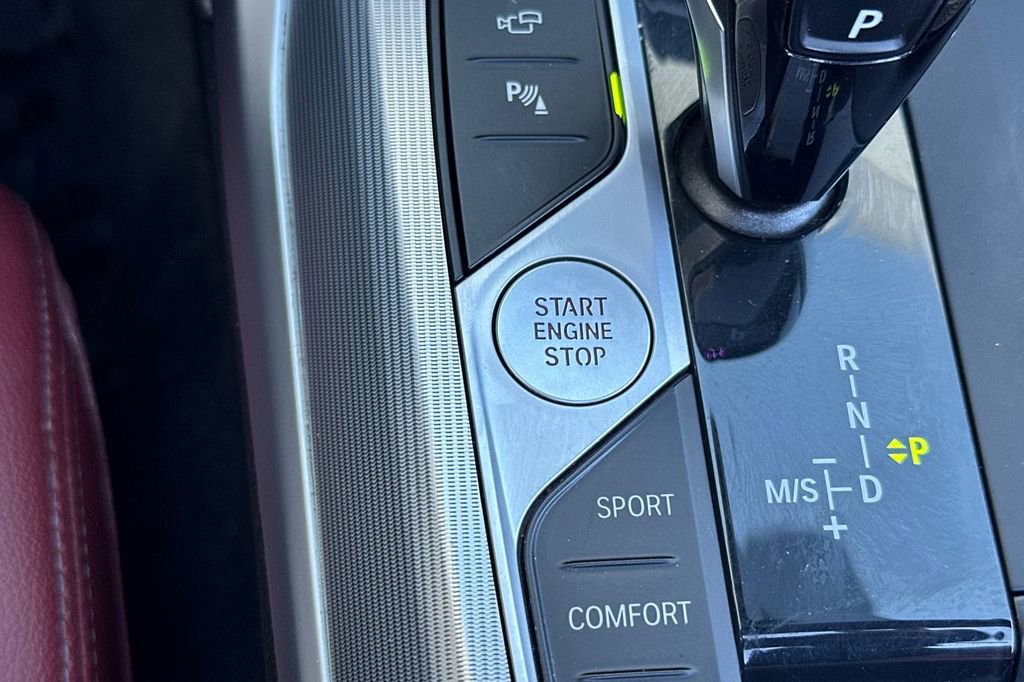 P
P
START
ENGINE
STOP
R
N
P
M/S
D
−
+
SPORT
COMFORT